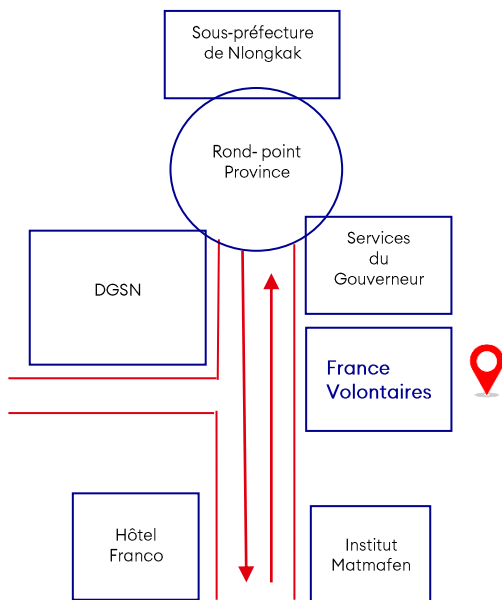 Sous-préfecture
de Nlongkak
Rond- point
Province
Services
du
Gouverneur
DGSN
France
Volontaires
Hôtel
Franco
Institut
Matmafen